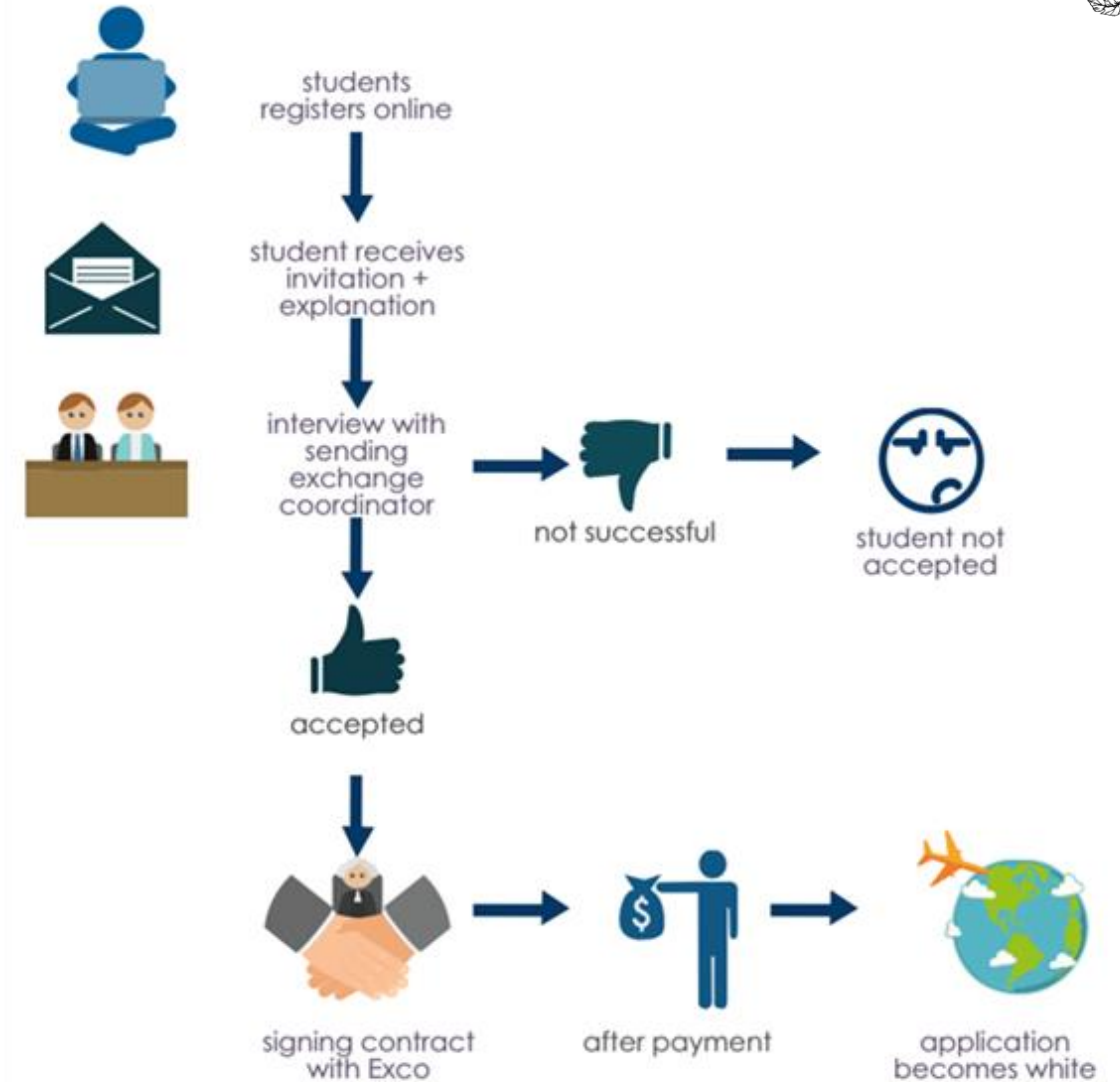 students
registers online
student receives
invitation +
explanation
interview with
sending
exchange
coordinator
not successful
student not
accepted
accepted
$
signing contract
with Exco
after payment
application
becomes white